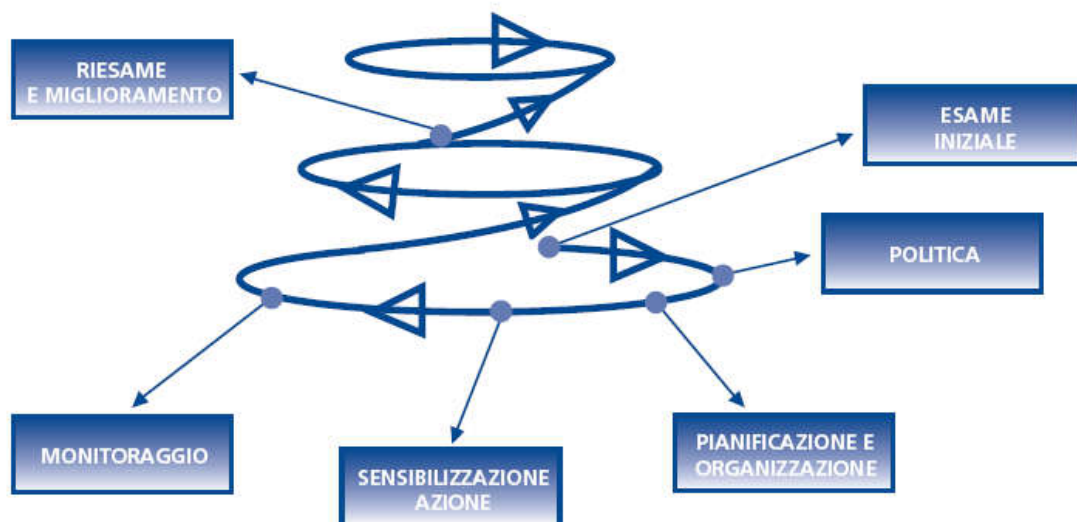 RIESAME
E MIGLIORAMENTO
ESAME
INIZIALE
POLITICA
MONITORAGGIO
SENSIBILIZZAZIONE
AZIONE
PIANIFICAZIONE E
ORGANIZZAZIONE